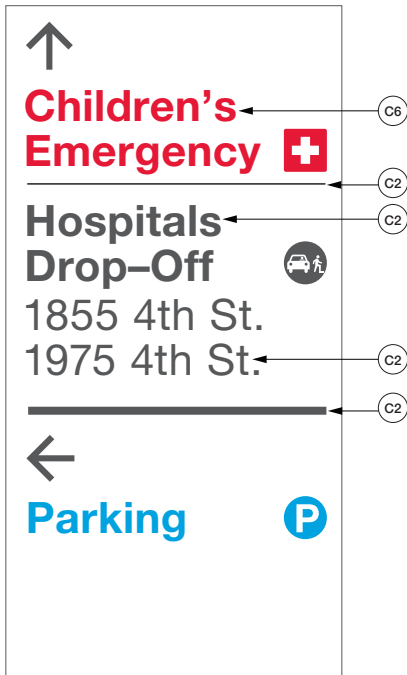 Children's
C6
Emergency
C2
Hospitals
C2
Drop–Off
1855 4th St.
1975 4th St.
C2
C2
Parking
P